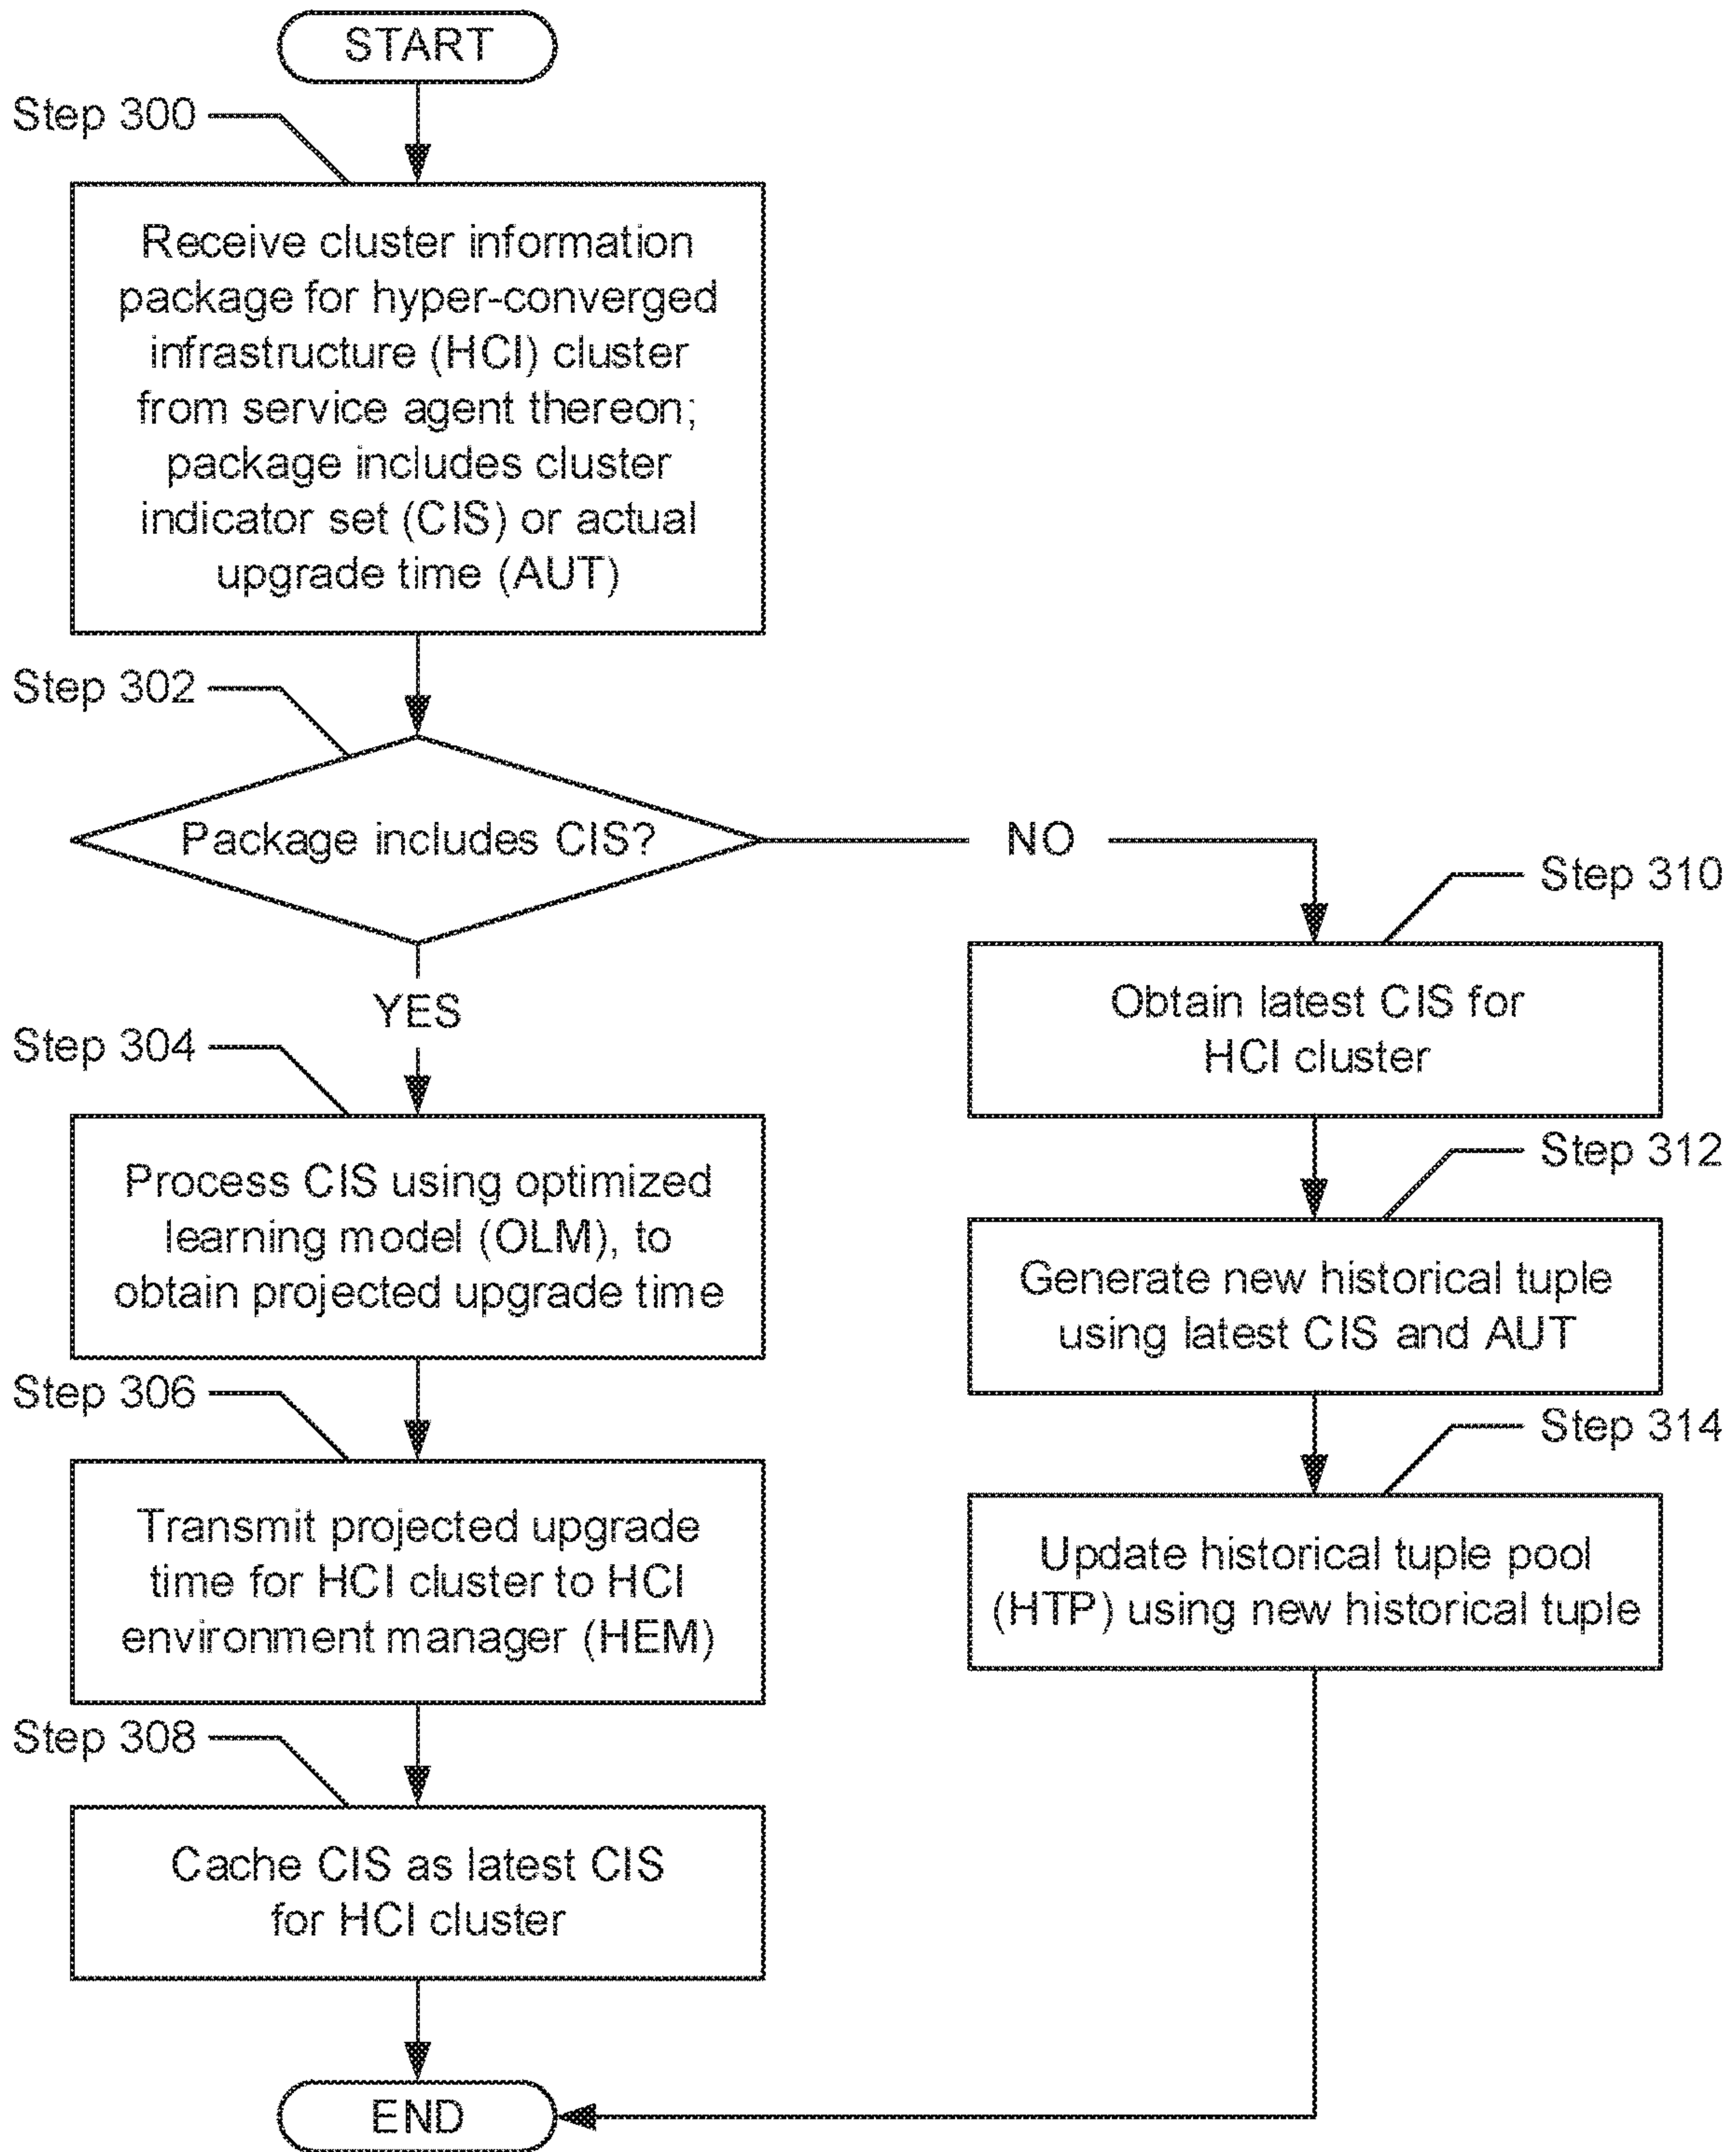 START
Step 300
Receive cluster information
package for hyper-converged
infrastructure (HCI) cluster
from service agent thereon;
package includes cluster
indicator set (CIS) or actual
upgrade time (AUT)
Step 302
Package includes CIS?
NO
YES
Step 304
Process CIS using optimized
learning model (OLM), to
obtain projected upgrade time
Step 306
Transmit projected upgrade
time for HCI cluster to HCI
environment manager (HEM)
Step 308
Cache CIS as latest CIS
for HCI cluster
Step 310
Obtain latest CIS for
HCI cluster
Step 312
Generate new historical tuple
using latest CIS and AUT
Step 314
Update historical tuple pool
(HTP) using new historical tuple
END